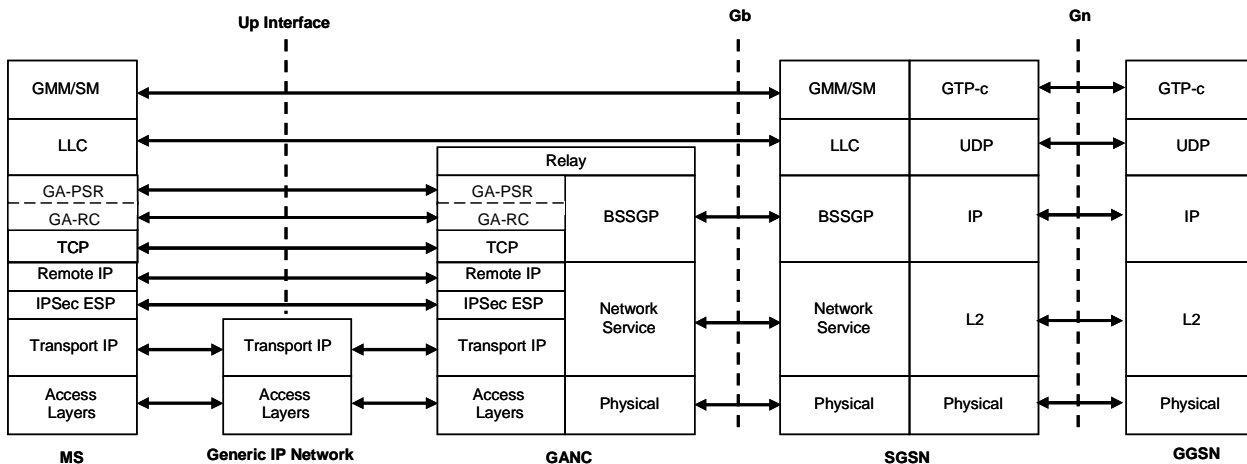 Up Interface
Gb
Gn
GMM/SM
GMM/SM
GTP-c
GTP-c
LLC
LLC
UDP
UDP
Relay
GA-PSR
GA-PSR
GA-RC
GA-RC
BSSGP
BSSGP
IP
IP
TCP
TCP
Remote IP
Remote IP
IPSec ESP
IPSec ESP
Network
Service
Network
Service
L2
L2
Transport IP
Transport IP
Transport IP
Access
Layers
Access
Layers
Access
Layers
Physical
Physical
Physical
Physical
MS
Generic IP Network
GANC
SGSN
GGSN